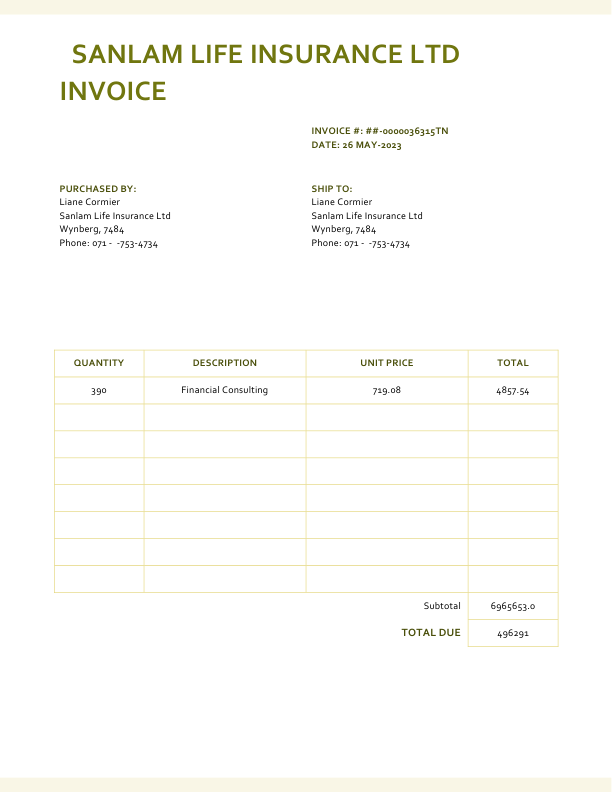 SANLAM LIFE INSURANCE LTD
INVOICE
INVOICE #: ##-0000036315TN
DATE: 26 MAY-2023
PURCHASED BY:
Liane Cormier
Sanlam Life Insurance Ltd
Wynberg, 7484
Phone: 071 -  -753-4734
SHIP TO:
Liane Cormier
Sanlam Life Insurance Ltd
Wynberg, 7484
Phone: 071 -  -753-4734
QUANTITY DESCRIPTION UNIT PRICE TOTAL
390 Financial Consulting 719.08 4857.54
Subtotal 6965653.0
TOTAL DUE 496291